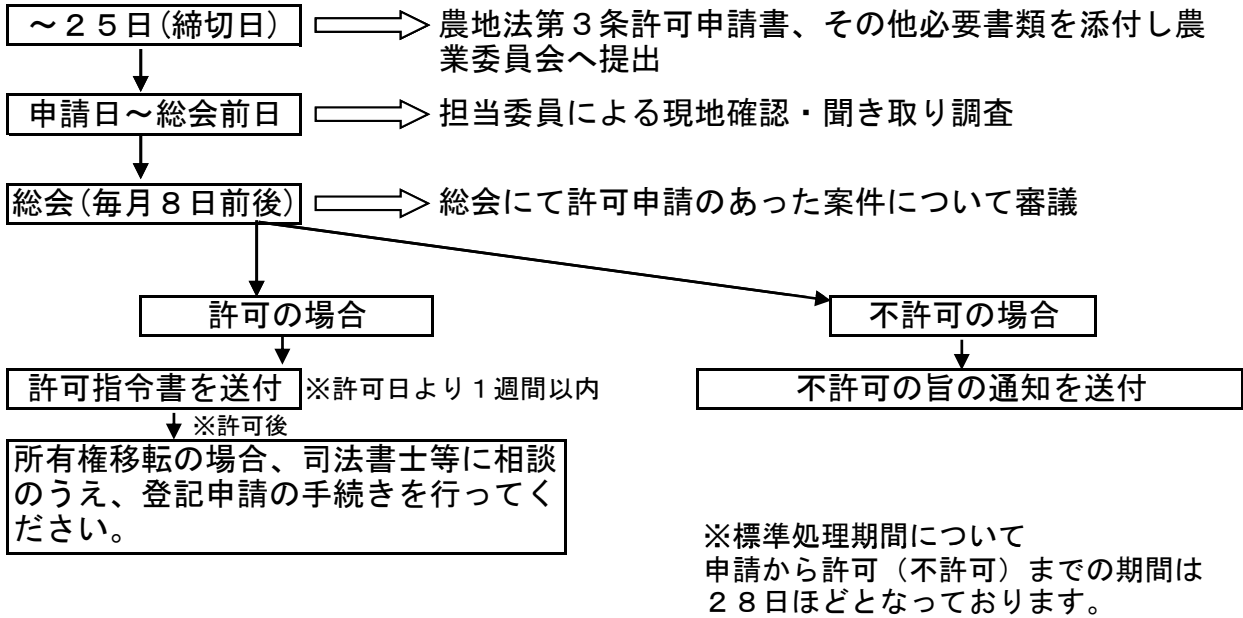 ～２５日(締切日)
農地法第３条許可申請書、その他必要書類を添付し農
業委員会へ提出
申請日～総会前日
担当委員による現地確認・聞き取り調査
総会(毎月８日前後)
総会にて許可申請のあった案件について審議
許可の場合
不許可の場合
許可指令書を送付
※許可日より１週間以内
不許可の旨の通知を送付
※許可後
所有権移転の場合、司法書士等に相談
のうえ、登記申請の手続きを行ってく
ださい。
※標準処理期間について
申請から許可（不許可）までの期間は
２８日ほどとなっております。